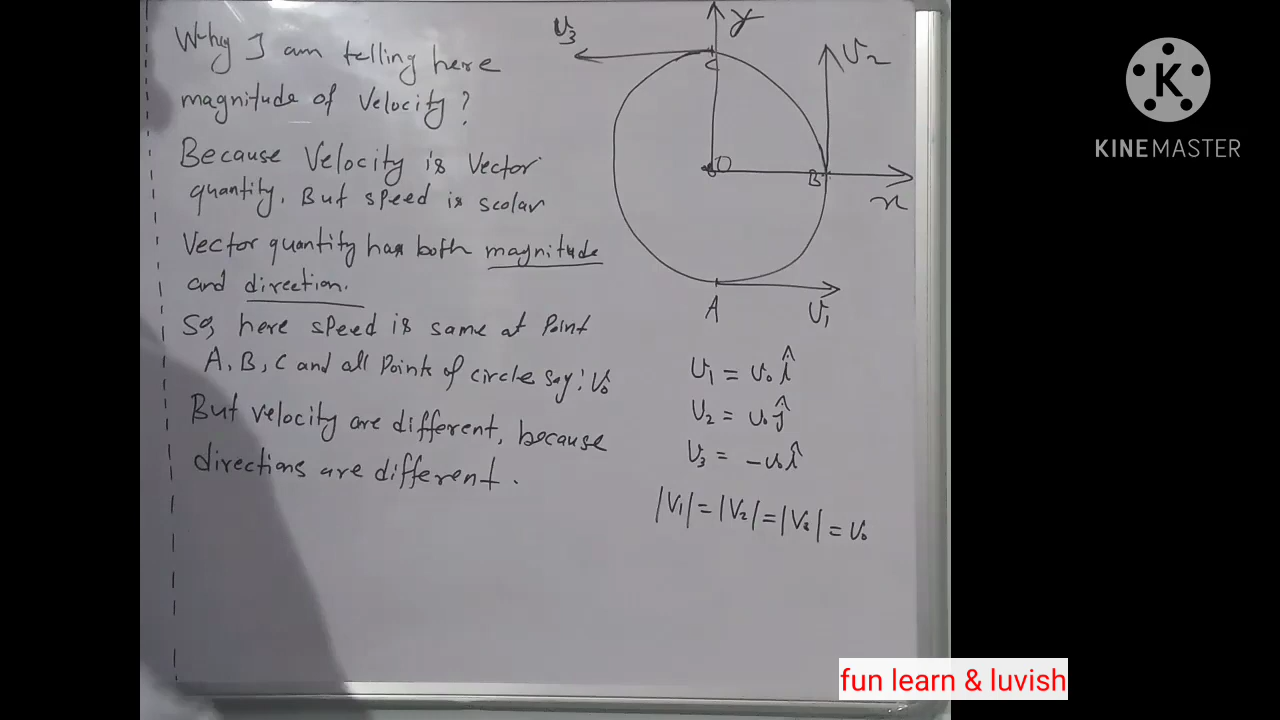 Why I am telling here
magnitude of Velocity?
Because Velocity is Vector
quantity. But speed is scolar
Vector quantity has both magnitude
and direction.
So, here speed is same at Point
A, B, C and all Points of circle say: v₀
But velocity are different, because
directions are different.
v₃
y
C
v₂
O
B
x
A
v₁
v₁ = v₀ î
v₂ = v₀ ĵ
v₃ = -v₀ î
|V₁| = |V₂| = |V₃| = v₀
K
KINEMASTER
fun learn & luvish